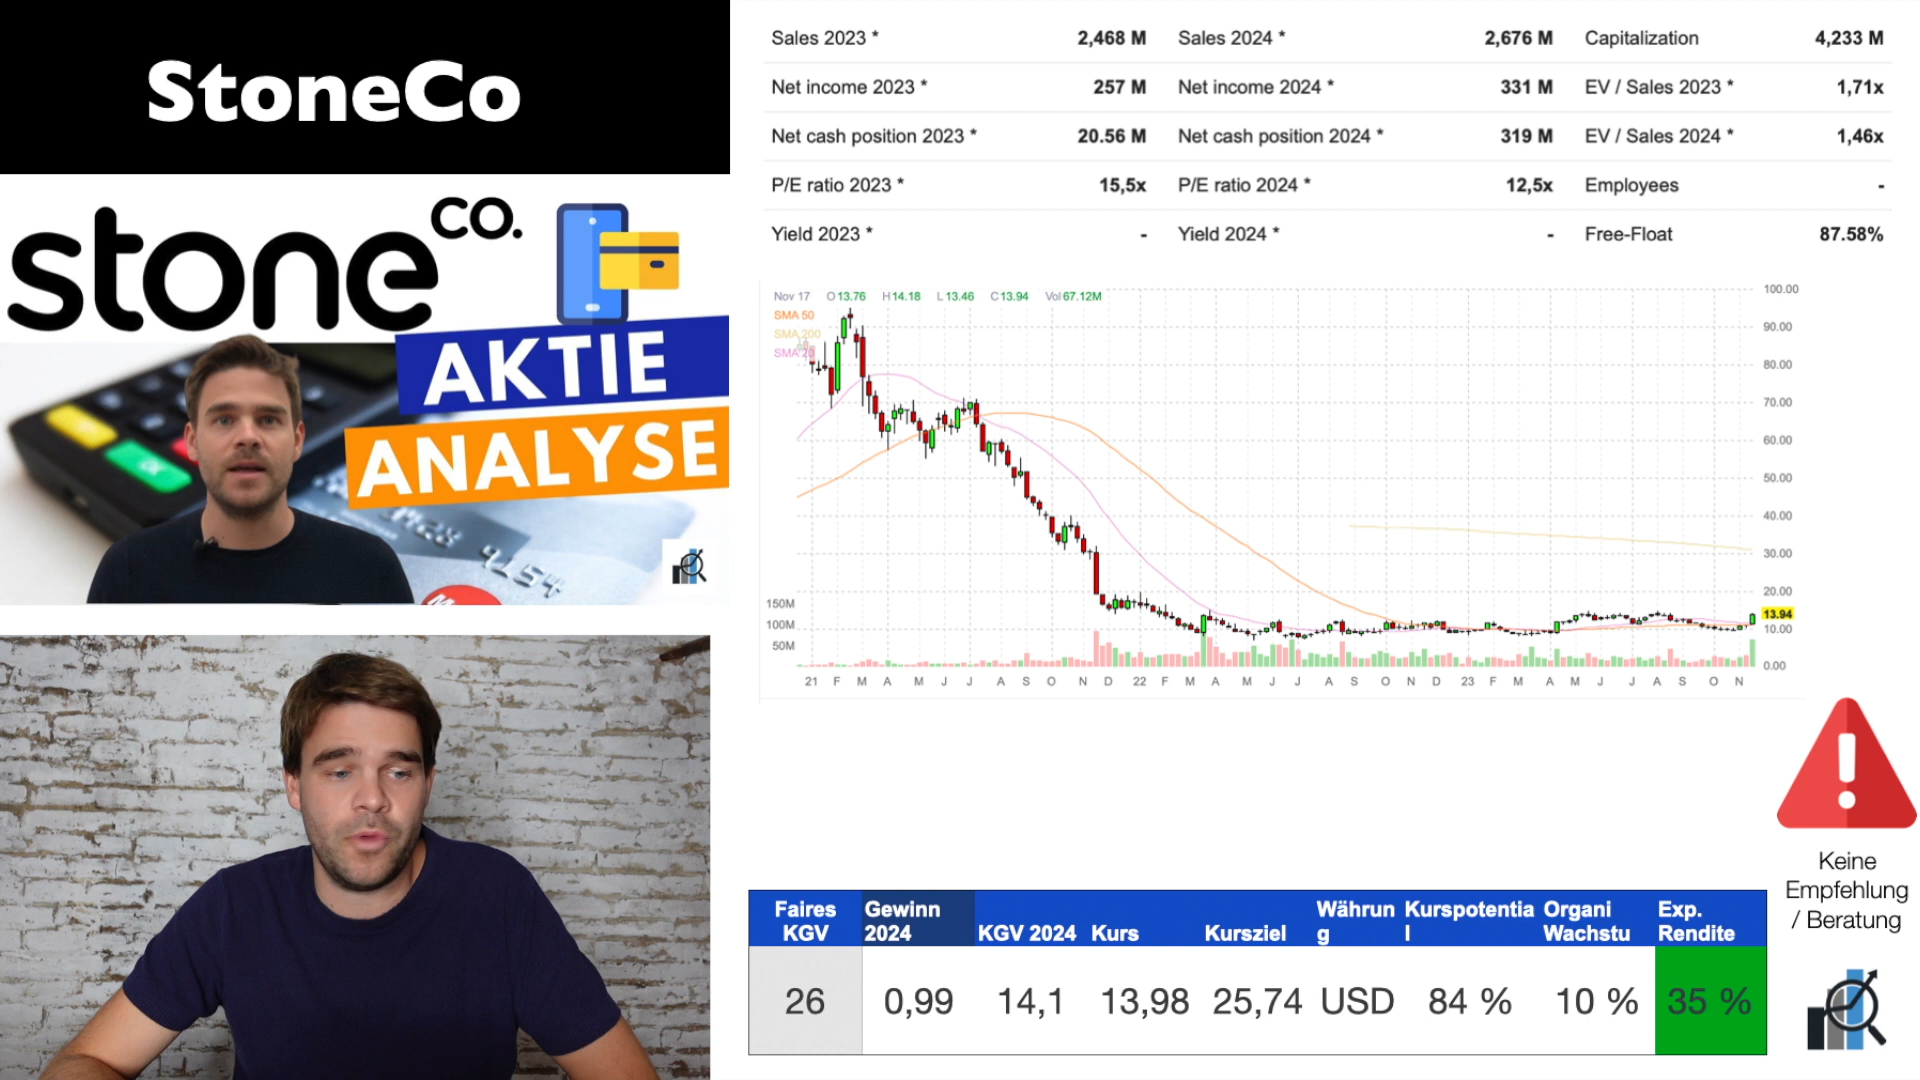 StoneCo
stone co.
AKTIE
ANALYSE
OK
Sales 2023 * 2,468 M Sales 2024 * 2,676 M Capitalization 4,233 M
Net income 2023 * 257 M Net income 2024 * 331 M EV / Sales 2023 * 1,71x
Net cash position 2023 * 20.56 M Net cash position 2024 * 319 M EV / Sales 2024 * 1,46x
P/E ratio 2023 * 15,5x P/E ratio 2024 * 12,5x Employees -
Yield 2023 * - Yield 2024 * - Free-Float 87.58%
Nov 17 O 13.76 H 14.18 L 13.46 C 13.94 Vol 67.12M
SMA 50
SMA 200
SMA 20
100.00
90.00
80.00
70.00
60.00
50.00
40.00
30.00
20.00
13.94
10.00
0.00
150M
100M
50M
21 F M A M J J A S O N D 22 F M A M J J A S O N D 23 F M A M J J A S O N
Keine
Empfehlung
/ Beratung
Faires KGV Gewinn 2024 KGV 2024 Kurs Kursziel Währun g Kurspotentia l Organi Wachstu Exp. Rendite
26 0,99 14,1 13,98 25,74 USD 84 % 10 % 35 %